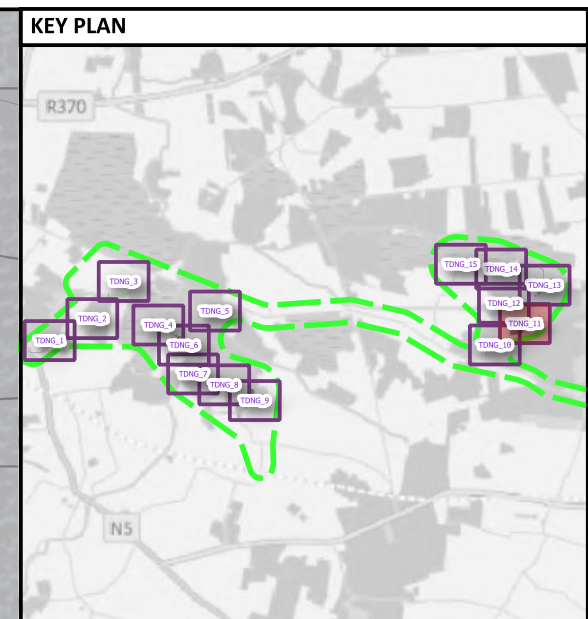 KEY PLAN
R370
TDNG_15
TDNG_14
TDNG_3
TDNG_13
TDNG_12
TDNG_5
TDNG_2
TDNG_4
TDNG_11
TDNG_1
TDNG_6
TDNG_10
TDNG_7
TDNG_8
TDNG_9
N5